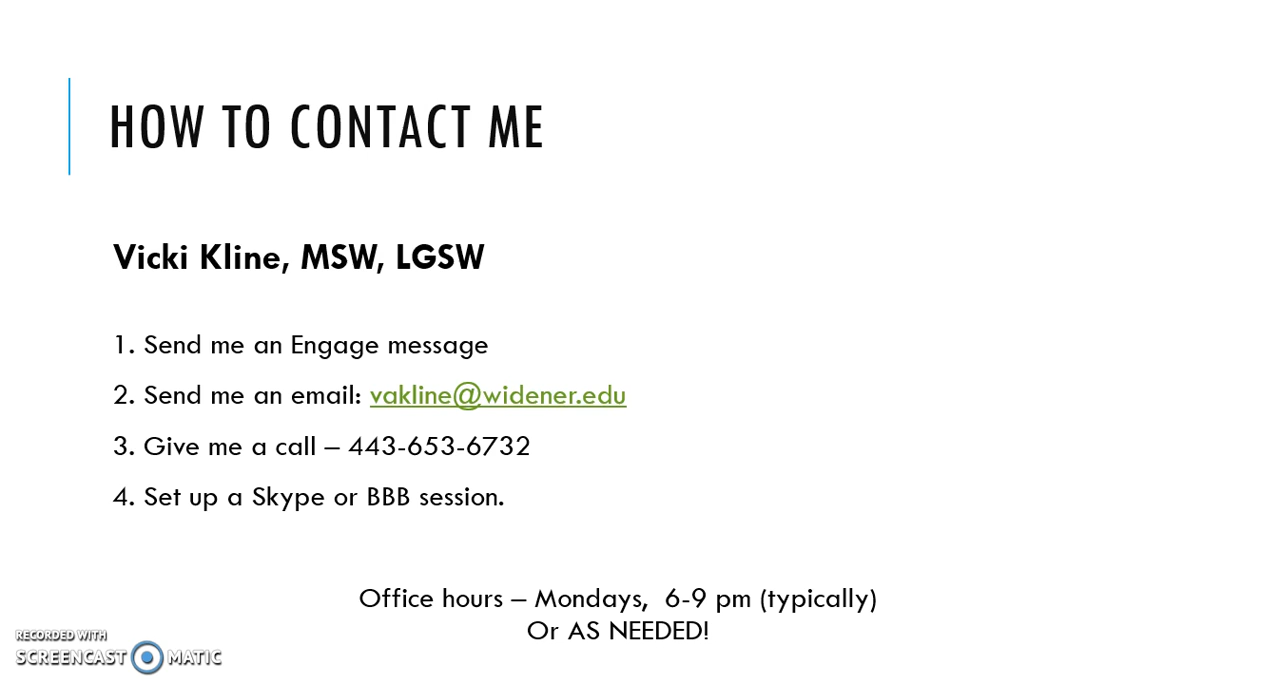 HOW TO CONTACT ME
Vicki Kline, MSW, LGSW
1. Send me an Engage message
2. Send me an email: vakline@widener.edu
3. Give me a call – 443-653-6732
4. Set up a Skype or BBB session.
Office hours – Mondays,  6-9 pm (typically)
Or AS NEEDED!
RECORDED WITH
SCREENCAST MATIC